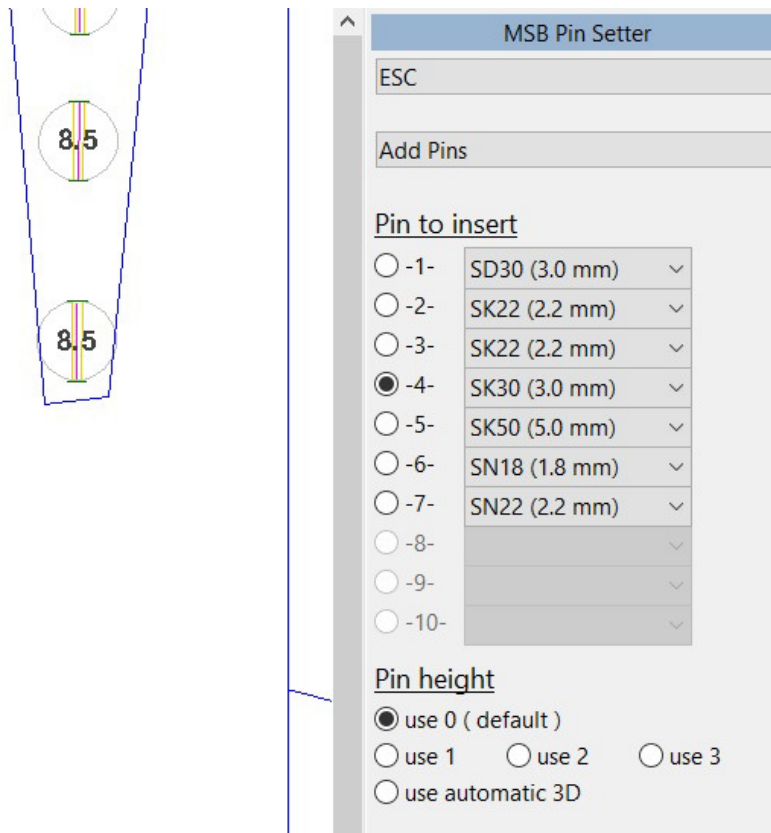 8.5
8.5
MSB Pin Setter
ESC
Add Pins
Pin to insert
-1- SD30 (3.0 mm)
-2- SK22 (2.2 mm)
-3- SK22 (2.2 mm)
-4- SK30 (3.0 mm)
-5- SK50 (5.0 mm)
-6- SN18 (1.8 mm)
-7- SN22 (2.2 mm)
-8-
-9-
-10-
Pin height
use 0 ( default )
use 1 use 2 use 3
use automatic 3D